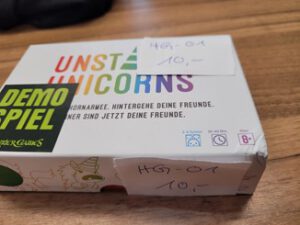 HG-01
10,-
UNST
UNICORNS
DEMO
SPIEL
HORNARMEE. HINTERGEHE DEINE FREUNDE.
NER SIND JETZT DEINE FREUNDE.
8+
HG-01
10,-